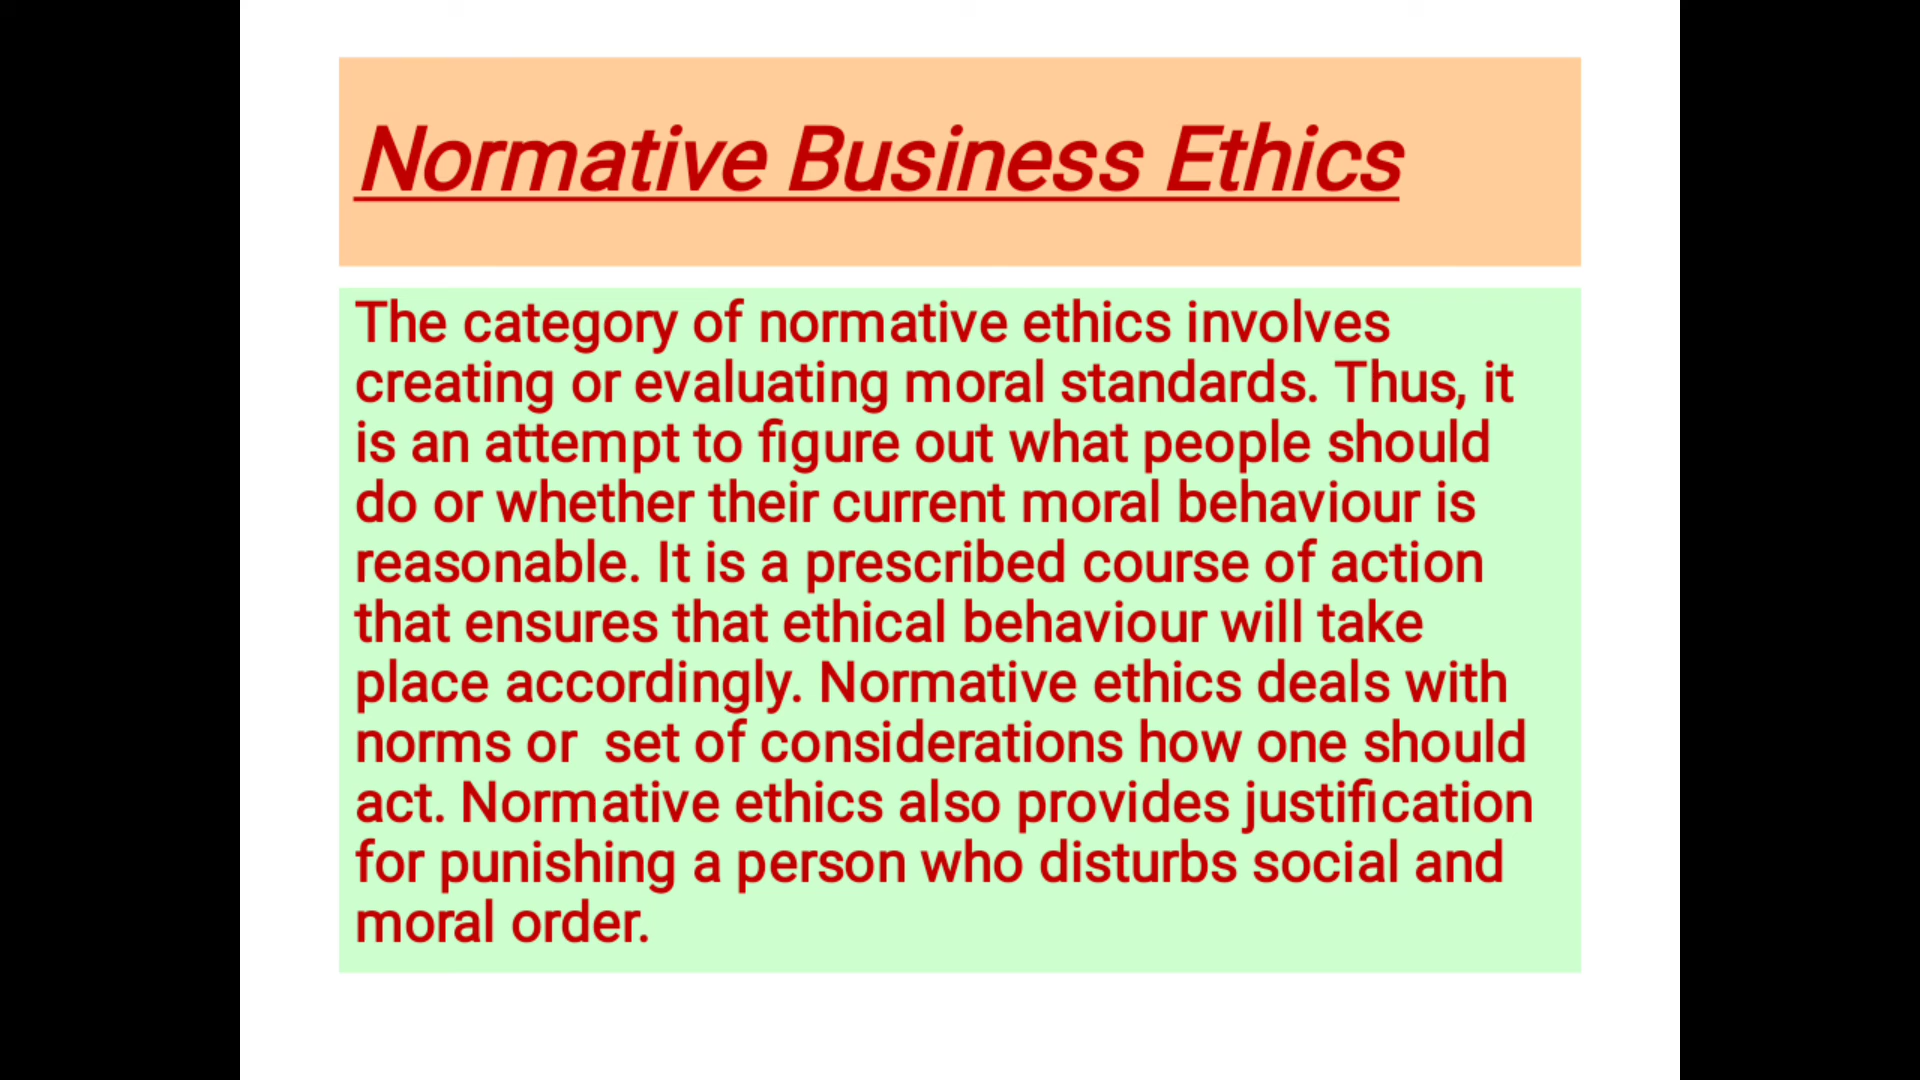 Normative Business Ethics
The category of normative ethics involves
creating or evaluating moral standards. Thus, it
is an attempt to figure out what people should
do or whether their current moral behaviour is
reasonable. It is a prescribed course of action
that ensures that ethical behaviour will take
place accordingly. Normative ethics deals with
norms or  set of considerations how one should
act. Normative ethics also provides justification
for punishing a person who disturbs social and
moral order.